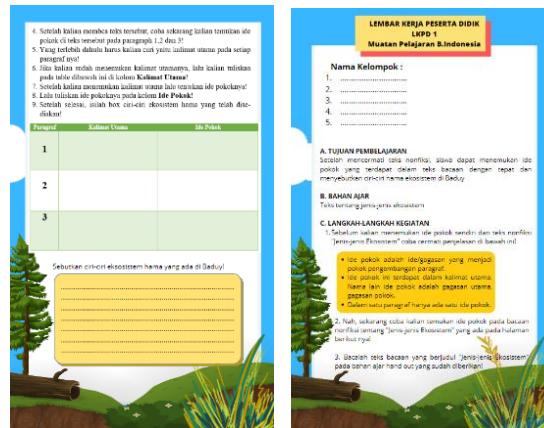 4. Setelah kalian membaca teks tersebut, coba sekarang kalian temukan ide
pokok di teks tersebut pada paragraph 1,2 dan 3!
5. Yang terlebih dahulu harus kalian cari yaitu kalimat utama pada setiap
paragraf nya!
6. Jika kalian sudah menemukan kalimat utamanya, lalu kalian tuliskan
pada table dibawah ini di kolom Kalimat Utama!
7. Setelah kalian menemukan kalimat utama lalu temukan ide pokoknya!
8. Lalu tuliskan ide pokoknya pada kolom Ide Pokok!
9. Setelah selesai, isilah box ciri-ciri ekosistem hama yang telah dise-
diakan!
Paragraf Kalimat Utama Ide Pokok
1
2
3
Sebutkan ciri-ciri eksosistem hama yang ada di Baduy!
LEMBAR KERJA PESERTA DIDIK
LKPD 1
Muatan Pelajaran B.Indonesia
Nama Kelompok :
1.
2.
3.
4.
5.
A. TUJUAN PEMBELAJARAN
Setelah mencermati teks nonfiksi, siswa dapat menemukan ide
pokok yang terdapat dalam teks bacaan dengan tepat dan
menyebutkan ciri-ciri hama ekosistem di Baduy
B. BAHAN AJAR
Teks tentang jenis-jenis ekosistem
C. LANGKAH-LANGKAH KEGIATAN
1. Sebelum kalian menemukan ide pokok sendiri dan teks nonfiksi
"Jenis-jenis Ekosistem" coba cermati penjelasan di bawah ini!
• Ide pokok adalah ide/gagasan yang menjadi
pokok pengembangan paragraf.
• Ide pokok ini terdapat dalam kalimat utama.
Nama lain ide pokok adalah gagasan utama,
gagasan pokok.
• Dalam satu paragraf hanya ada satu ide pokok.
2. Nah, sekarang coba kalian temukan ide pokok pada bacaan
nonfiksi tentang "Jenis-jenis Ekosistem" yang ada pada halaman
berikut nya!
3. Bacalah teks bacaan yang berjudul "Jenis-jenis Ekosistem"
pada bahan ajar hand out yang sudah diberikan!